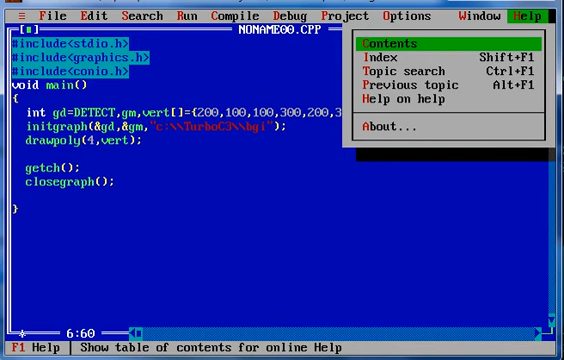 ≡ File Edit Search Run Compile Debug Project Options Window Help
NONAME00.CPP
#include<stdio.h>
#include<graphics.h>
#include<conio.h>
void main()
{
int gd=DETECT,gm,vert[]={200,100,100,300,200,3
initgraph(&gd,&gm,"c:\\TurboC3\\bgi");
drawpoly(4,vert);
getch();
closegraph();
}
Contents
Index Shift+F1
Topic search Ctrl+F1
Previous topic Alt+F1
Help on help
About...
6:60
F1 Help | Show table of contents for online Help